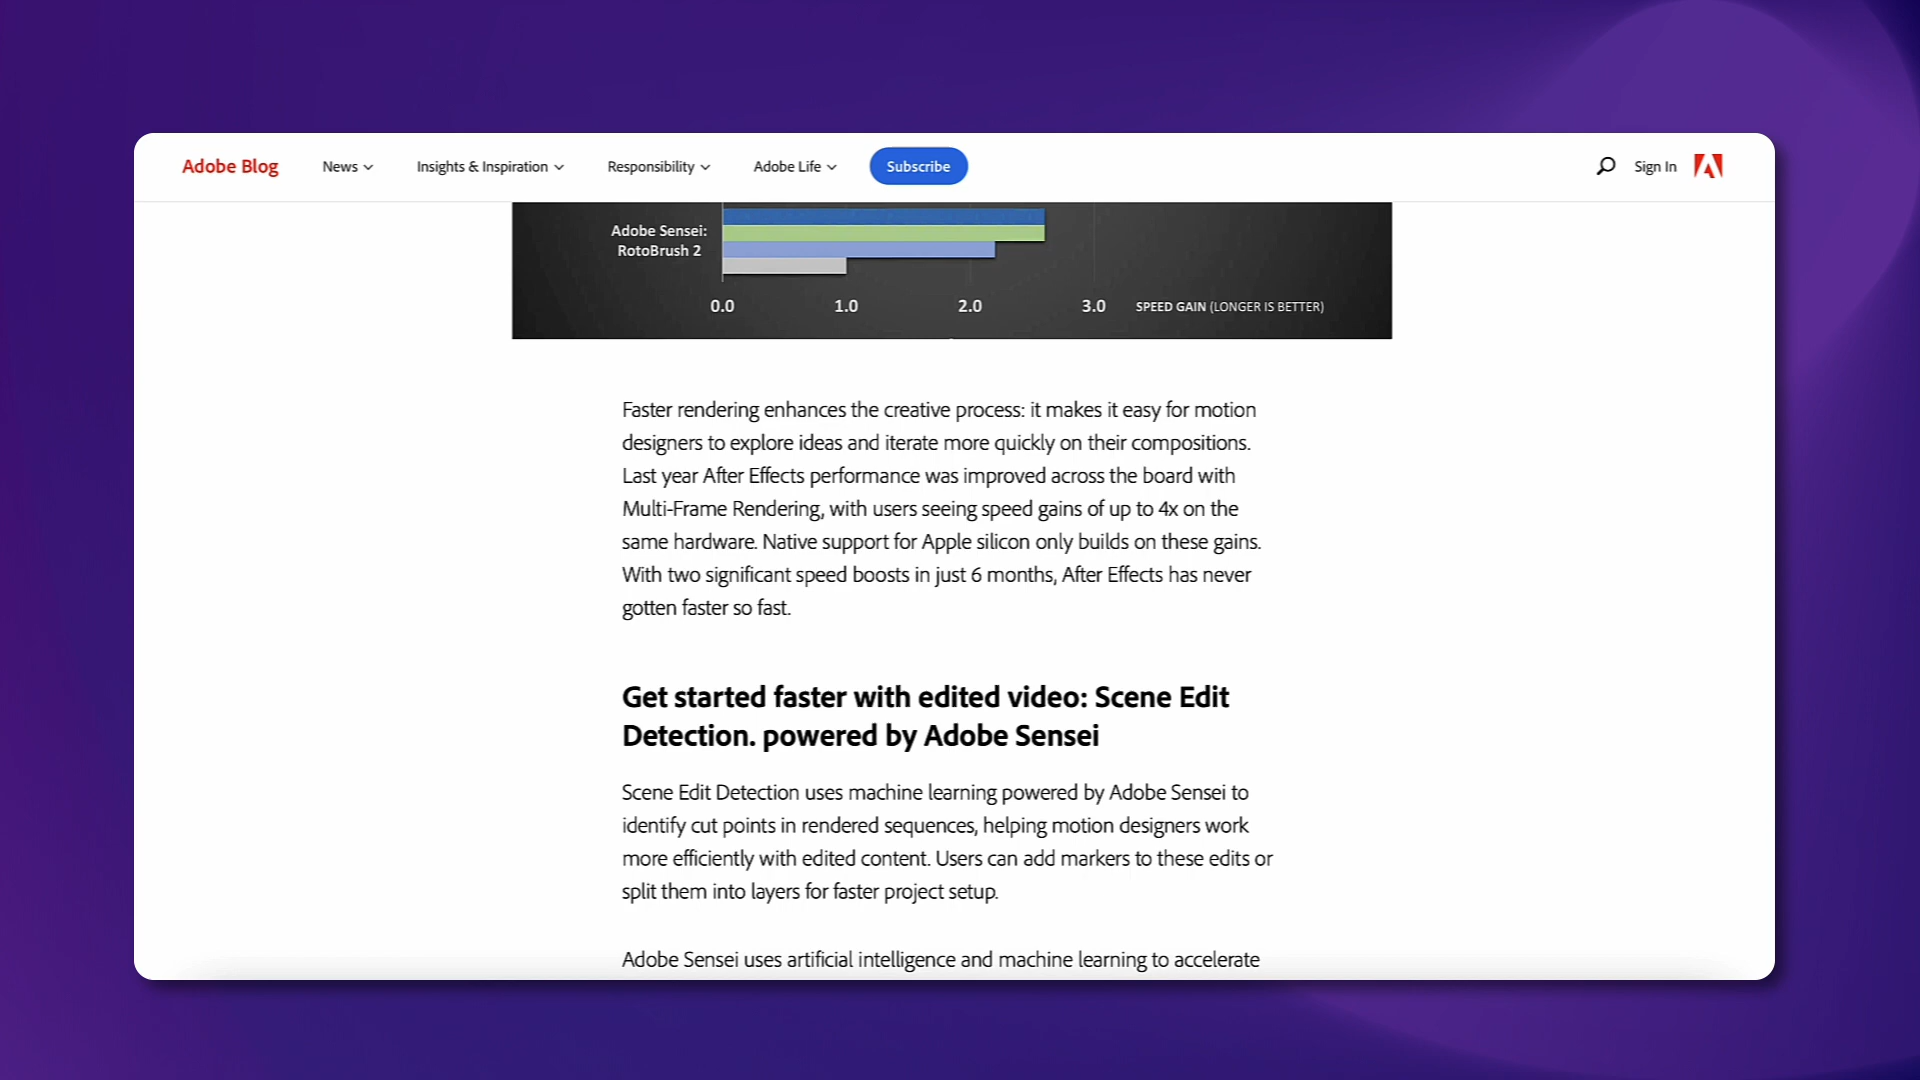 Adobe Blog News Insights & Inspiration Responsibility Adobe Life Subscribe Sign In
Adobe Sensei:
RotoBrush 2
0.0 1.0 2.0 3.0 SPEED GAIN (LONGER IS BETTER)
Faster rendering enhances the creative process: it makes it easy for motion
designers to explore ideas and iterate more quickly on their compositions.
Last year After Effects performance was improved across the board with
Multi-Frame Rendering, with users seeing speed gains of up to 4x on the
same hardware. Native support for Apple silicon only builds on these gains.
With two significant speed boosts in just 6 months, After Effects has never
gotten faster so fast.
Get started faster with edited video: Scene Edit
Detection. powered by Adobe Sensei
Scene Edit Detection uses machine learning powered by Adobe Sensei to
identify cut points in rendered sequences, helping motion designers work
more efficiently with edited content. Users can add markers to these edits or
split them into layers for faster project setup.
Adobe Sensei uses artificial intelligence and machine learning to accelerate